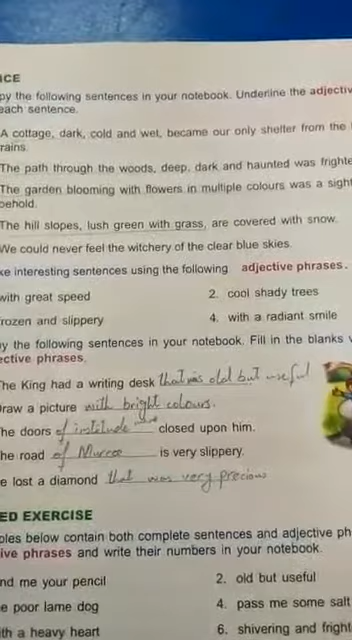 ICE
py the following sentences in your notebook. Underline the adjectiv
each sentence.
A cottage, dark, cold and wet, became our only shelter from the
rains.
The path through the woods, deep, dark and haunted was frighte
The garden blooming with flowers in multiple colours was a sight
behold.
The hill slopes, lush green with grass, are covered with snow.
We could never feel the witchery of the clear blue skies.
ke interesting sentences using the following adjective phrases.
with great speed 2. cool shady trees
rozen and slippery 4. with a radiant smile
y the following sentences in your notebook. Fill in the blanks w
ective phrases.
The King had a writing desk that was old but useful
raw a picture with bright colours.
he doors of institute closed upon him.
he road of Murree is very slippery.
e lost a diamond that was very precious
ED EXERCISE
ples below contain both complete sentences and adjective ph
ive phrases and write their numbers in your notebook.
nd me your pencil 2. old but useful
e poor lame dog 4. pass me some salt
ith a heavy heart 6. shivering and fright